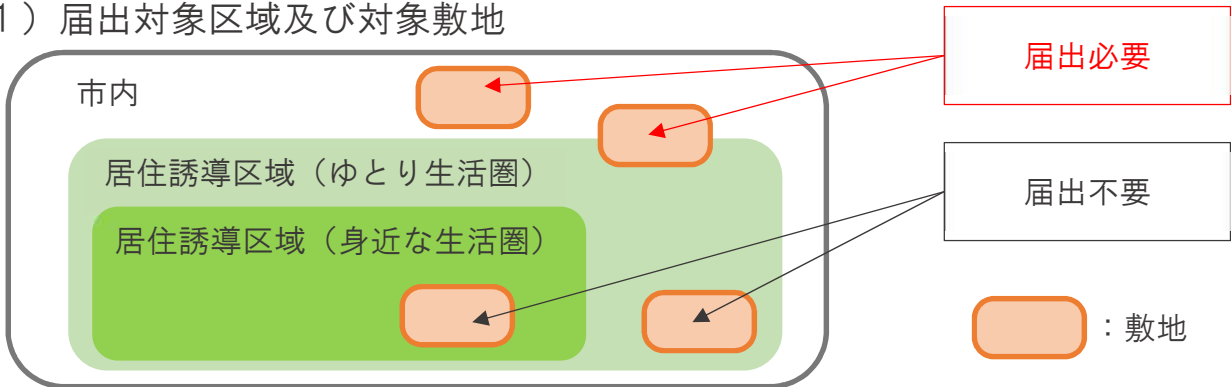 1）届出対象区域及び対象敷地
届出必要
市内
居住誘導区域（ゆとり生活圏）
届出不要
居住誘導区域（身近な生活圏）
：敷地